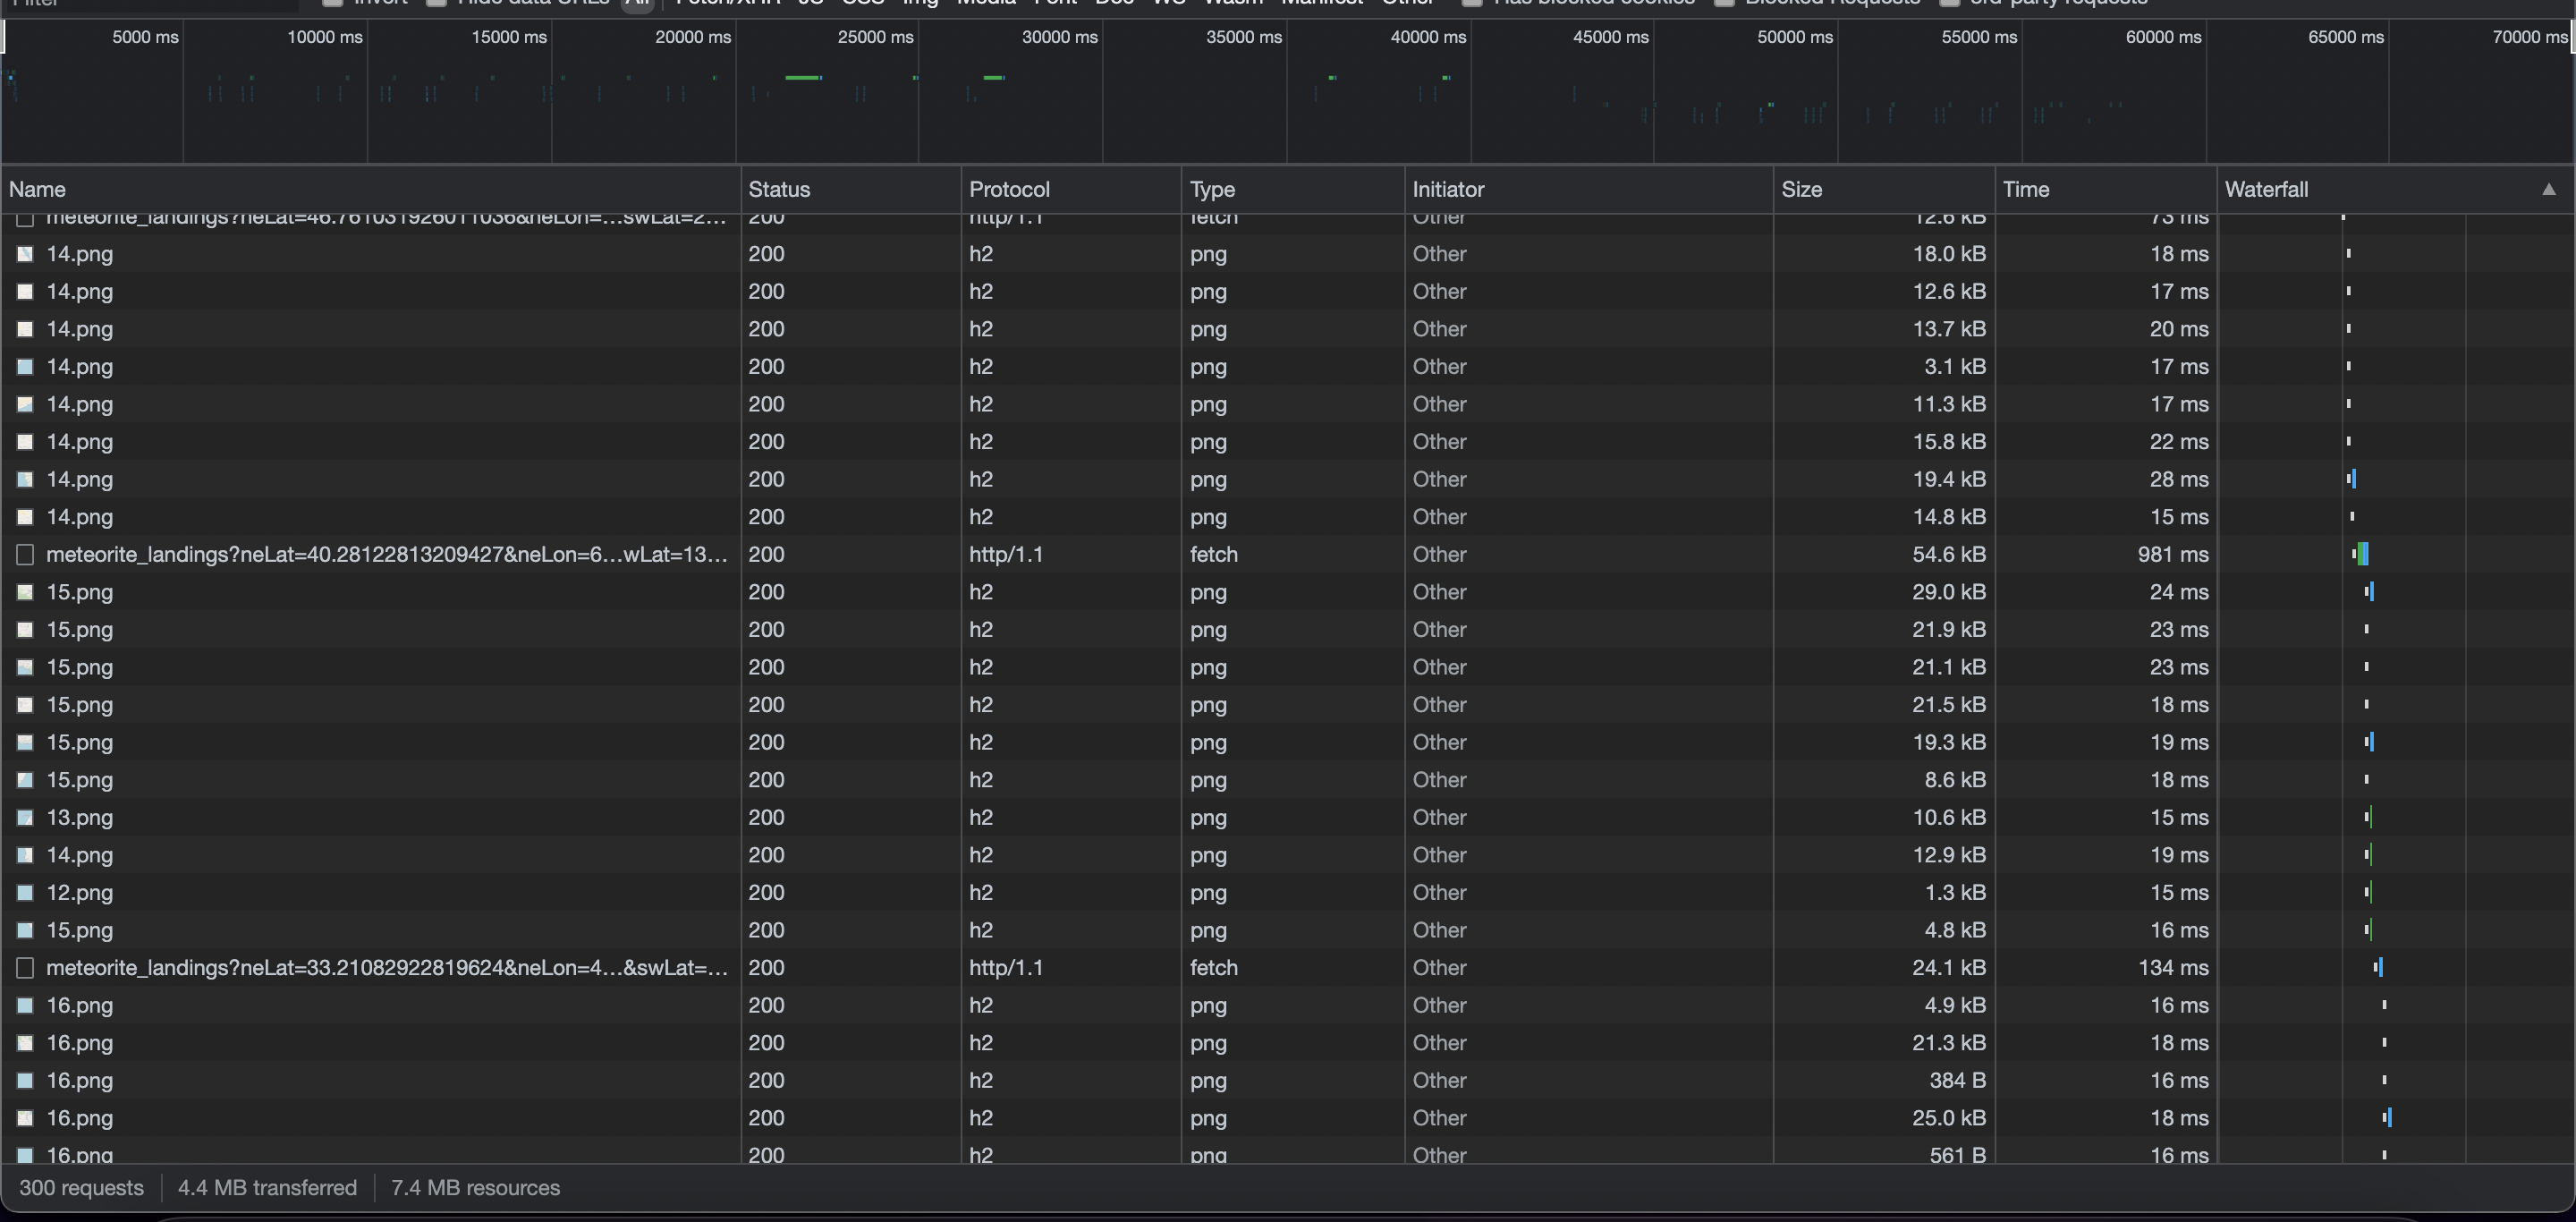 Filter Invert Hide data URLs All Fetch/XHR JS CSS Img Media Font Doc WS Wasm Manifest Other Has blocked cookies Blocked Requests 3rd-party requests
5000 ms 10000 ms 15000 ms 20000 ms 25000 ms 30000 ms 35000 ms 40000 ms 45000 ms 50000 ms 55000 ms 60000 ms 65000 ms 70000 ms
Name Status Protocol Type Initiator Size Time Waterfall
meteorite_landings?neLat=46.761031926011036&neLon=...swLat=2... 200 http/1.1 fetch Other 12.6 kB 73 ms
14.png 200 h2 png Other 18.0 kB 18 ms
14.png 200 h2 png Other 12.6 kB 17 ms
14.png 200 h2 png Other 13.7 kB 20 ms
14.png 200 h2 png Other 3.1 kB 17 ms
14.png 200 h2 png Other 11.3 kB 17 ms
14.png 200 h2 png Other 15.8 kB 22 ms
14.png 200 h2 png Other 19.4 kB 28 ms
14.png 200 h2 png Other 14.8 kB 15 ms
meteorite_landings?neLat=40.28122813209427&neLon=6...wLat=13... 200 http/1.1 fetch Other 54.6 kB 981 ms
15.png 200 h2 png Other 29.0 kB 24 ms
15.png 200 h2 png Other 21.9 kB 23 ms
15.png 200 h2 png Other 21.1 kB 23 ms
15.png 200 h2 png Other 21.5 kB 18 ms
15.png 200 h2 png Other 19.3 kB 19 ms
15.png 200 h2 png Other 8.6 kB 18 ms
13.png 200 h2 png Other 10.6 kB 15 ms
14.png 200 h2 png Other 12.9 kB 19 ms
12.png 200 h2 png Other 1.3 kB 15 ms
15.png 200 h2 png Other 4.8 kB 16 ms
meteorite_landings?neLat=33.21082922819624&neLon=4...&swLat=... 200 http/1.1 fetch Other 24.1 kB 134 ms
16.png 200 h2 png Other 4.9 kB 16 ms
16.png 200 h2 png Other 21.3 kB 18 ms
16.png 200 h2 png Other 384 B 16 ms
16.png 200 h2 png Other 25.0 kB 18 ms
16.png 200 h2 png Other 561 B 16 ms
300 requests 4.4 MB transferred 7.4 MB resources